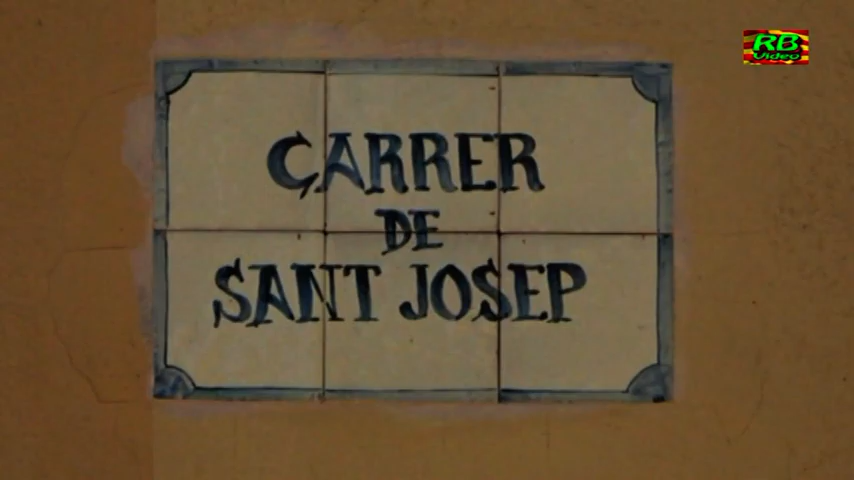 RB
Video
CARRER
DE
SANT JOSEP